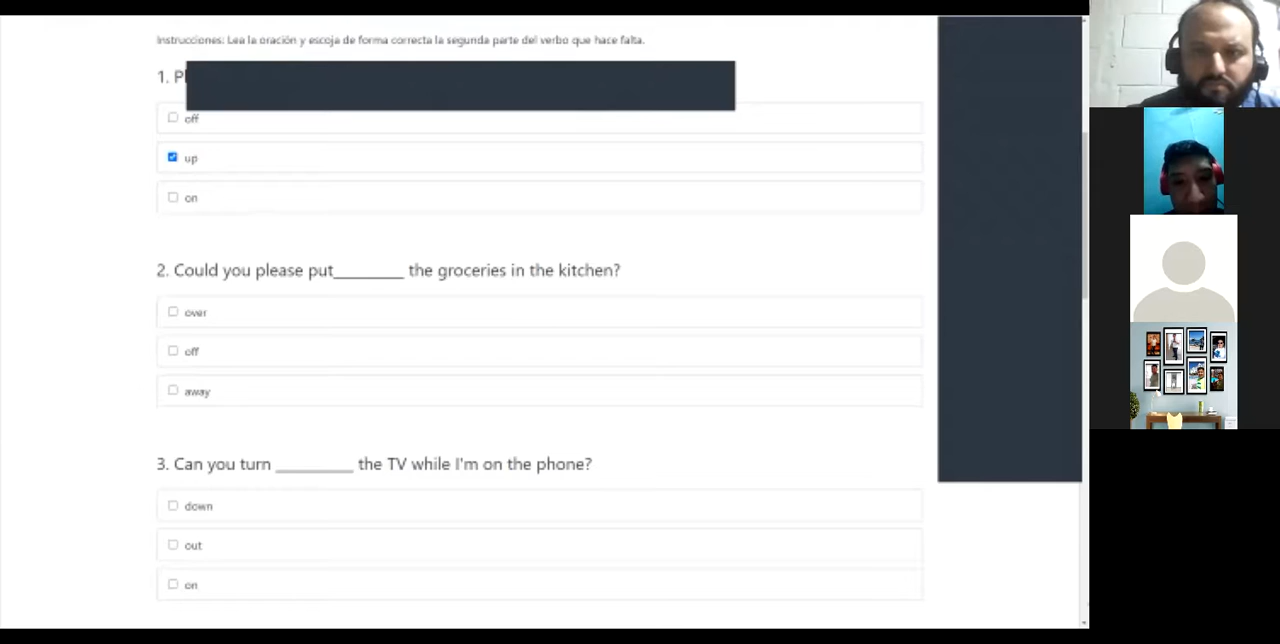 Instrucciones: Lea la oración y escoja de forma correcta la segunda parte del verbo que hace falta.
1.
off
up
on
2. Could you please put_________ the groceries in the kitchen?
over
off
away
3. Can you turn _________ the TV while I'm on the phone?
down
out
on